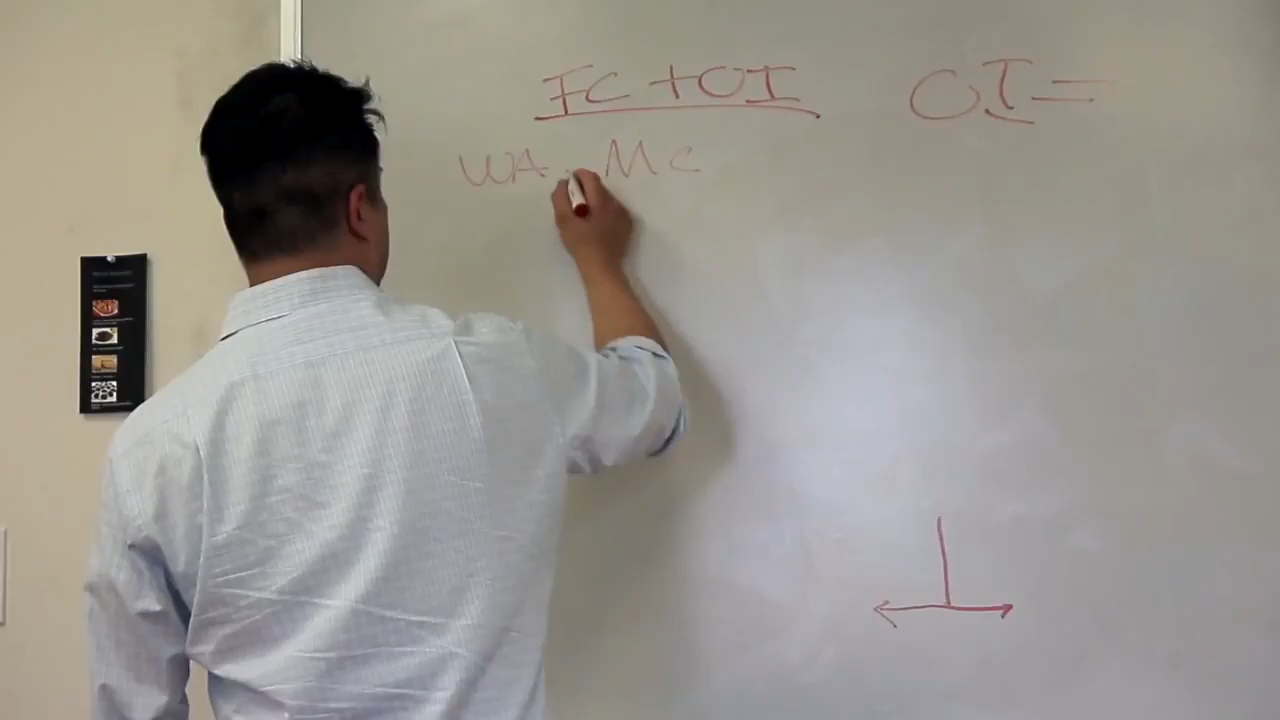 FC + OI
OI =
WA - MC